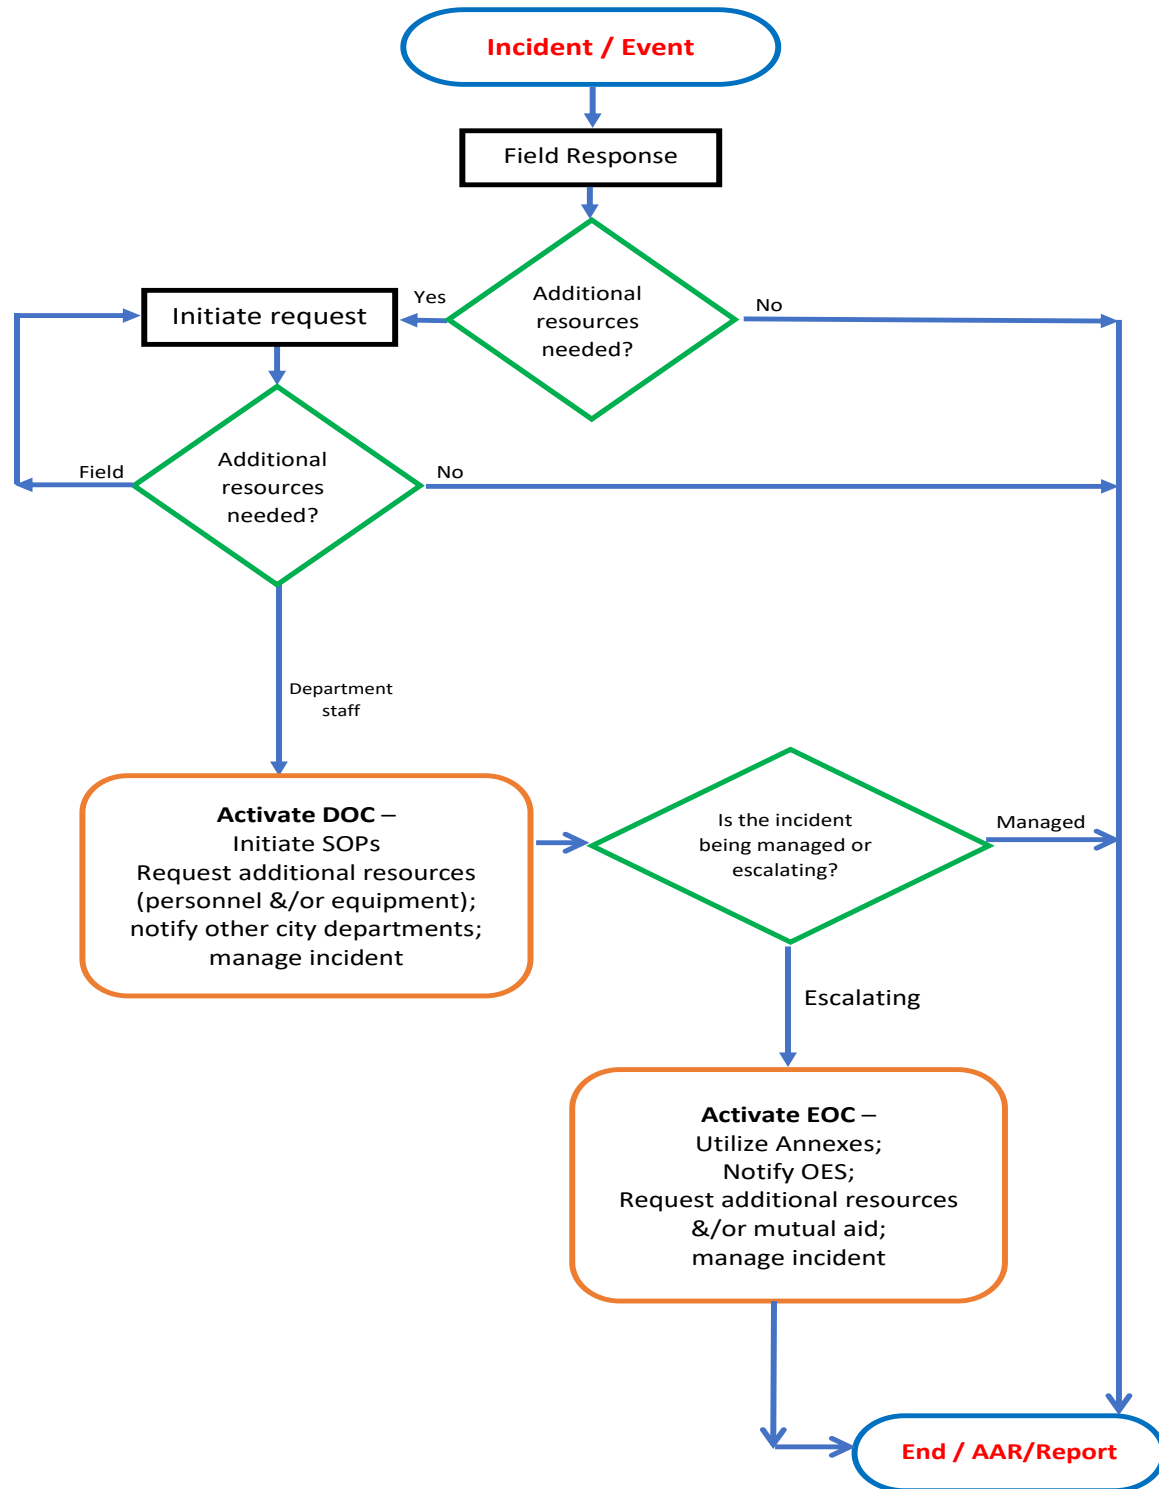 Incident / Event
Field Response
Additional
resources
needed?
Yes
No
Initiate request
Additional
resources
needed?
Field
No
Department
staff
Activate DOC –
Initiate SOPs
Request additional resources
(personnel &/or equipment);
notify other city departments;
manage incident
Is the incident
being managed or
escalating?
Managed
Escalating
Activate EOC –
Utilize Annexes;
Notify OES;
Request additional resources
&/or mutual aid;
manage incident
End / AAR/Report